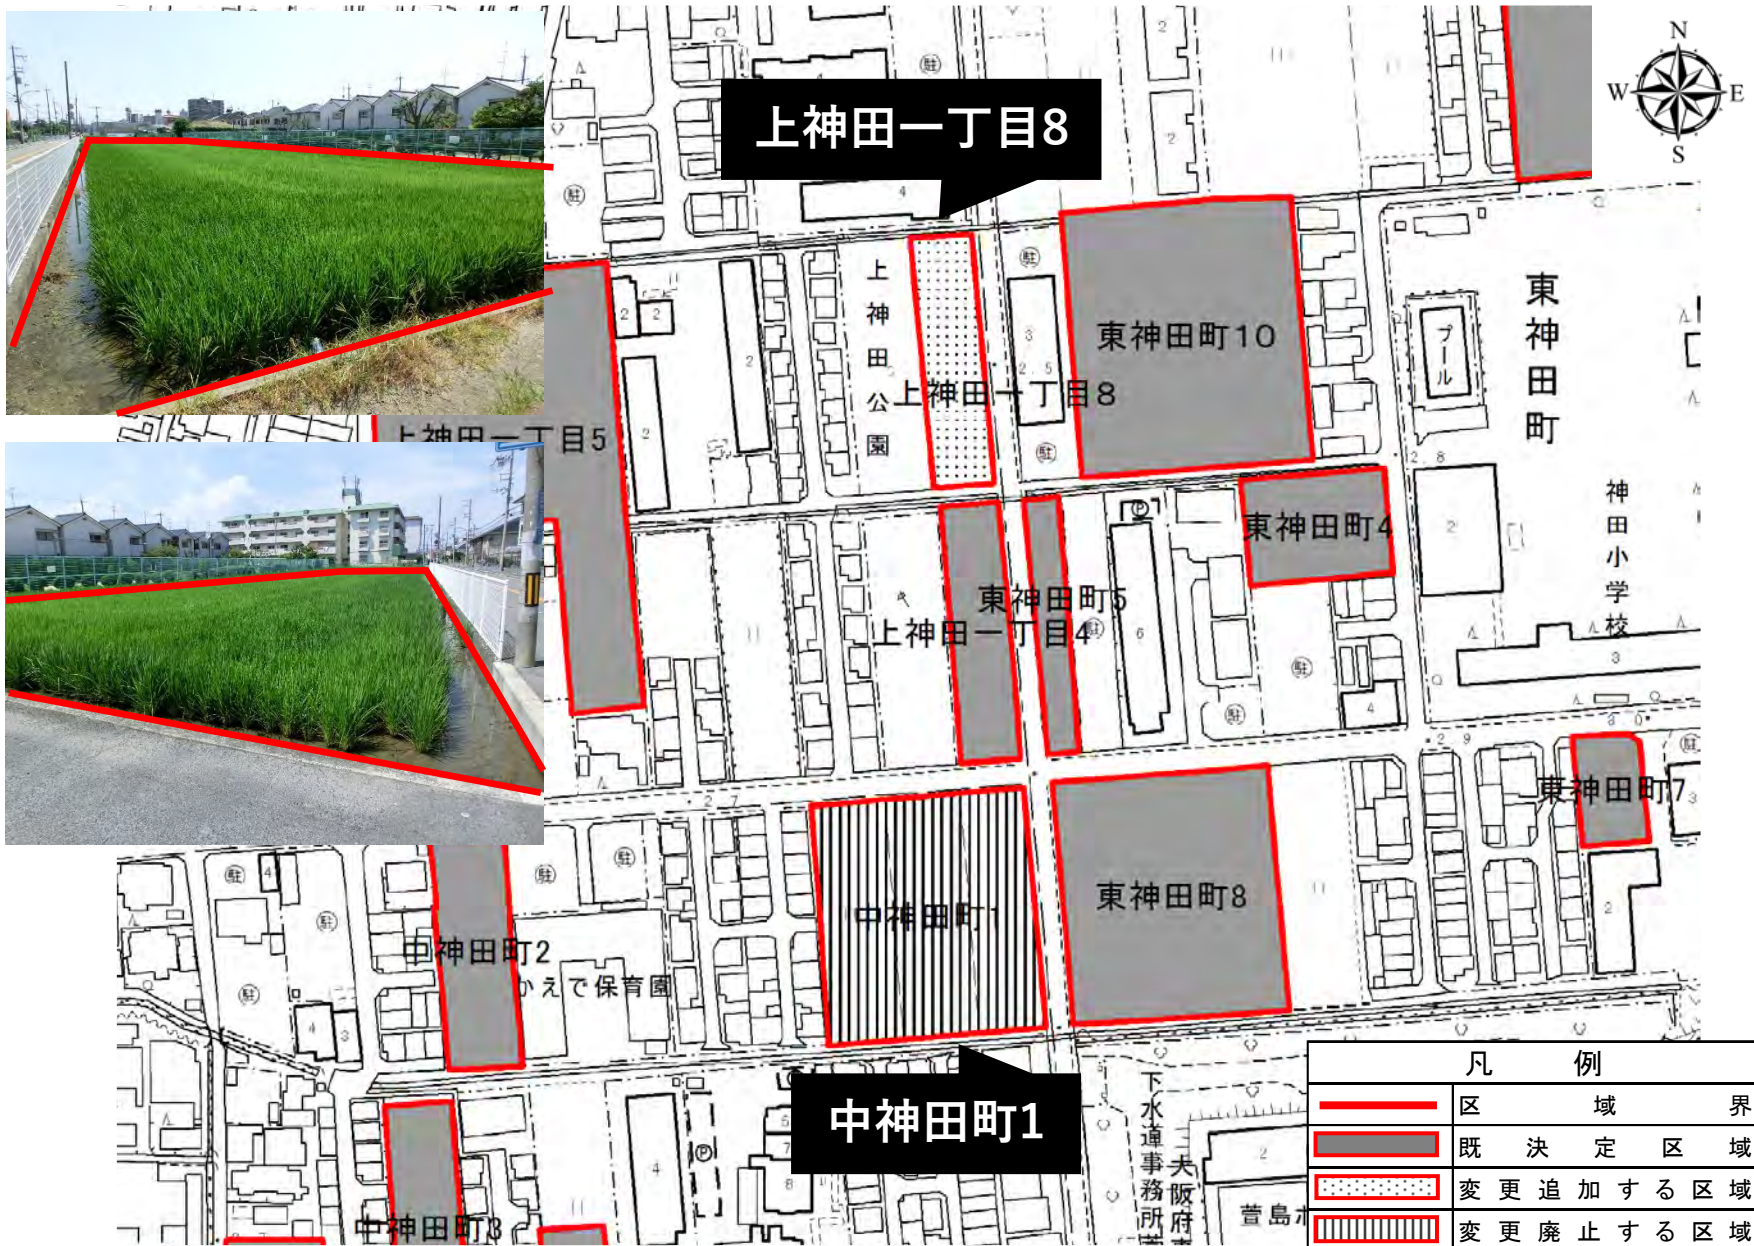 上神田一丁目8
N
W
E
S
上神田公園
上神田一丁目8
東神田町10
東神田町
プール
上神田一丁目5
東神田町4
神田小学校
東神田町5
上神田一丁目4
東神田町7
中神田町1
東神田町8
中神田町2
かえで保育園
中神田町1
下水道事務所
大阪府
萱島
中神田町3
凡例
区域界
既決定区域
変更追加する区域
変更廃止する区域